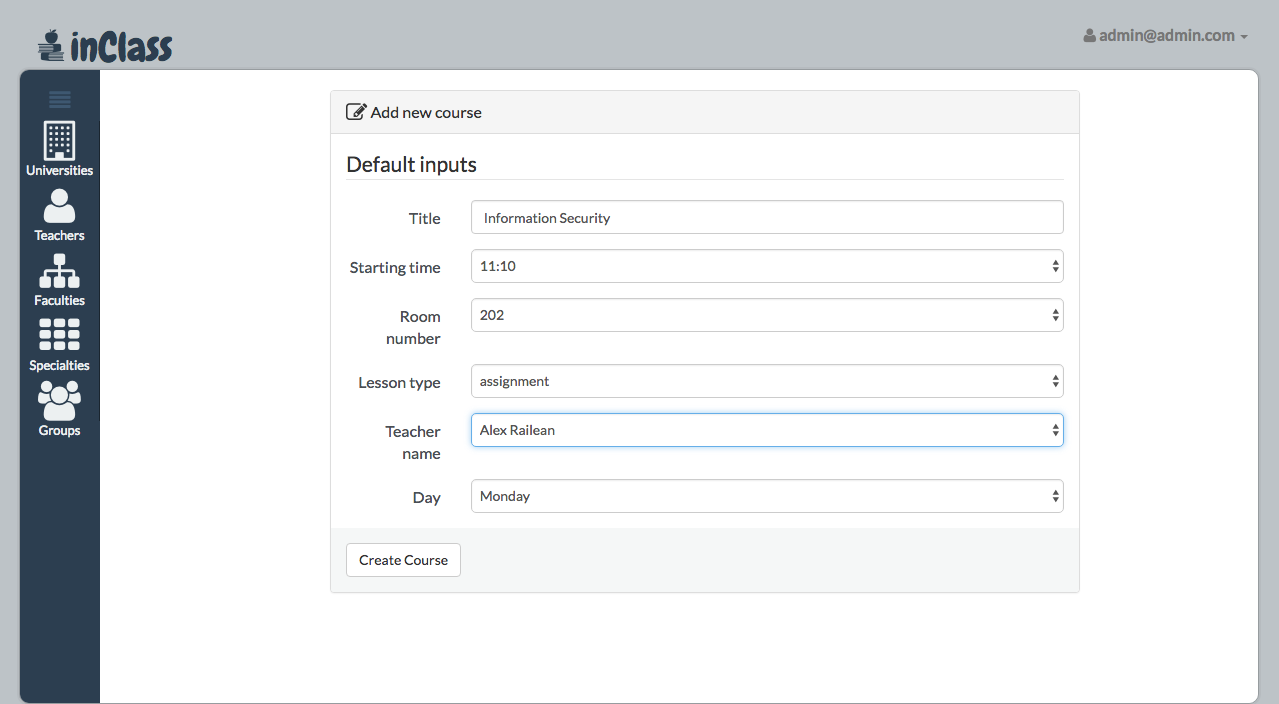 inClass
admin@admin.com
Universities
Teachers
Faculties
Specialties
Groups
Add new course
Default inputs
Title
Information Security
Starting time
11:10
Room
number
202
Lesson type
assignment
Teacher
name
Alex Railean
Day
Monday
Create Course